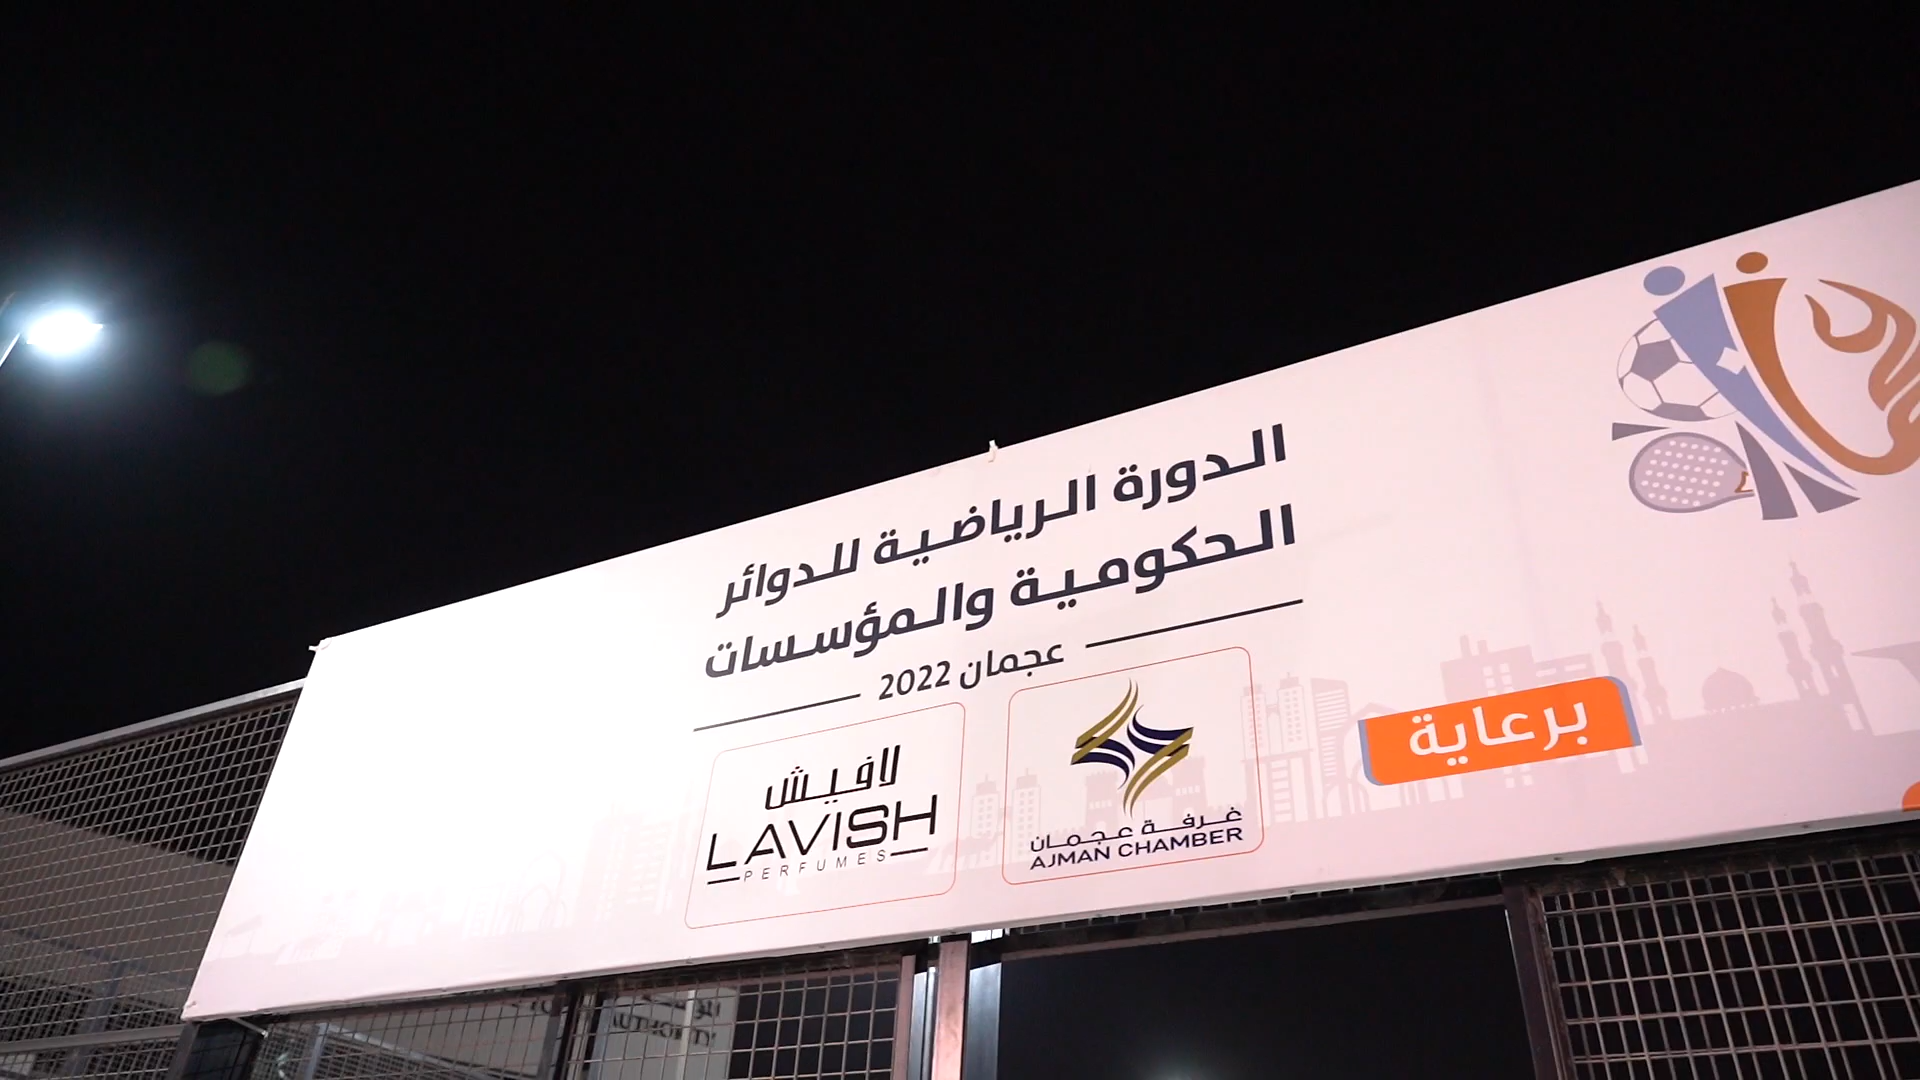 الدورة الرياضية للدوائر
الحكومية والمؤسسات
عجمان 2022
برعاية
غرفة عجمان
AJMAN CHAMBER
لافيش
LAVISH
PERFUMES